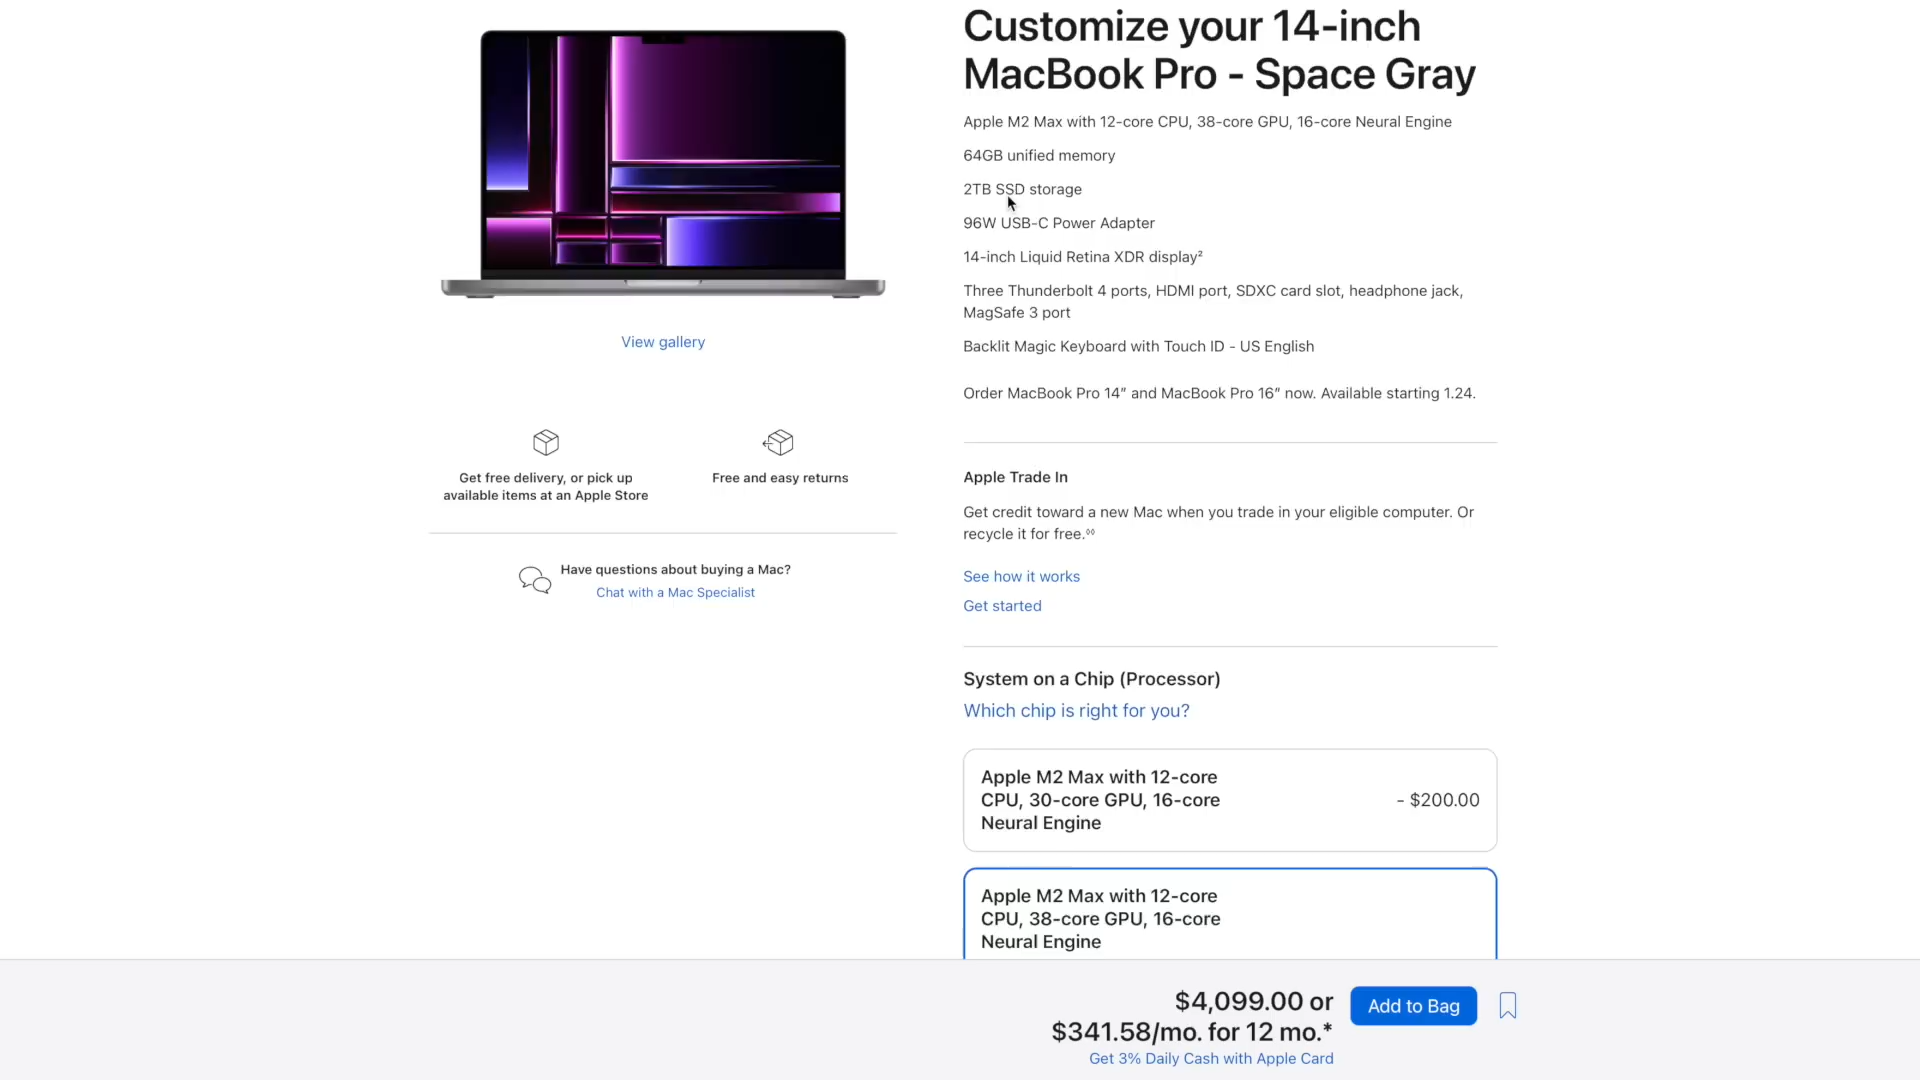 Customize your 14-inch
MacBook Pro - Space Gray
Apple M2 Max with 12-core CPU, 38-core GPU, 16-core Neural Engine
64GB unified memory
2TB SSD storage
96W USB-C Power Adapter
14-inch Liquid Retina XDR display²
Three Thunderbolt 4 ports, HDMI port, SDXC card slot, headphone jack,
MagSafe 3 port
Backlit Magic Keyboard with Touch ID - US English
Order MacBook Pro 14″ and MacBook Pro 16″ now. Available starting 1.24.
View gallery
Get free delivery, or pick up
available items at an Apple Store
Free and easy returns
Have questions about buying a Mac?
Chat with a Mac Specialist
Apple Trade In
Get credit toward a new Mac when you trade in your eligible computer. Or
recycle it for free.◊◊
See how it works
Get started
System on a Chip (Processor)
Which chip is right for you?
Apple M2 Max with 12-core
CPU, 30-core GPU, 16-core
Neural Engine
- $200.00
Apple M2 Max with 12-core
CPU, 38-core GPU, 16-core
Neural Engine
$4,099.00 or
$341.58/mo. for 12 mo.*
Get 3% Daily Cash with Apple Card
Add to Bag